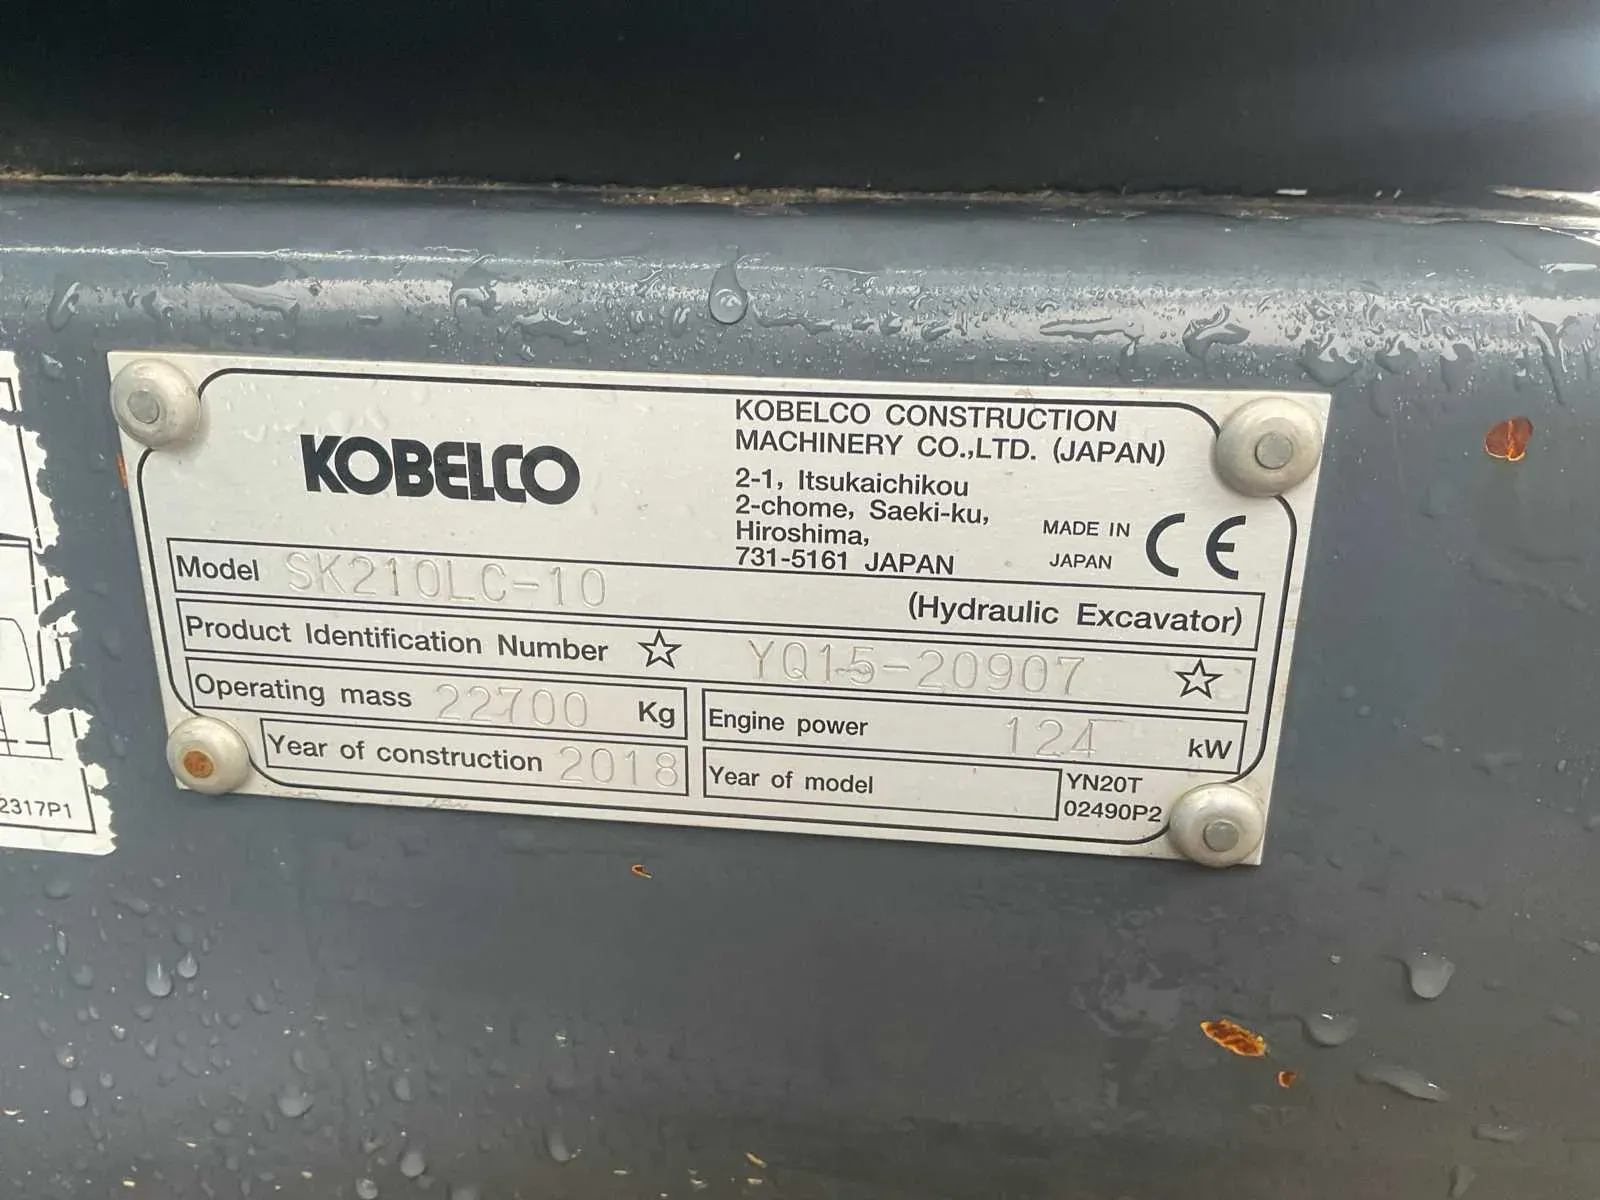 KOBELCO
KOBELCO CONSTRUCTION
MACHINERY CO.,LTD. (JAPAN)
2-1, Itsukaichikou
2-chome, Saeki-ku,
Hiroshima,
731-5161 JAPAN
MADE IN
JAPAN
CE
Model SK210LC-10 (Hydraulic Excavator)
Product Identification Number ☆ YQ15-20907 ☆
Operating mass 22700 Kg
Engine power 124 kW
Year of construction 2018
Year of model
YN20T
02490P2
2317P1